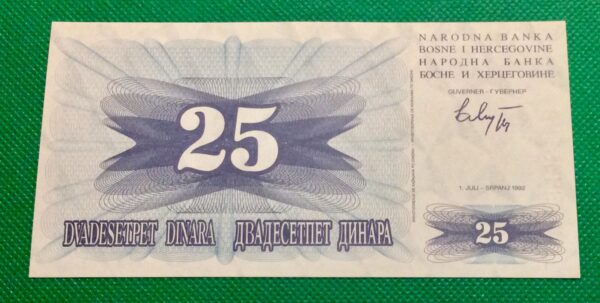 NARODNA BANKA
BOSNE I HERCEGOVINE
НАРОДНА БАНКА
БОСНЕ И ХЕРЦЕГОВИНЕ
GUVERNER - ГУВЕРНЕР
25
1. JULI - SRPANJ 1992
DVADESETPET DINARA ДВАДЕСЕТПЕТ ДИНАРА
25